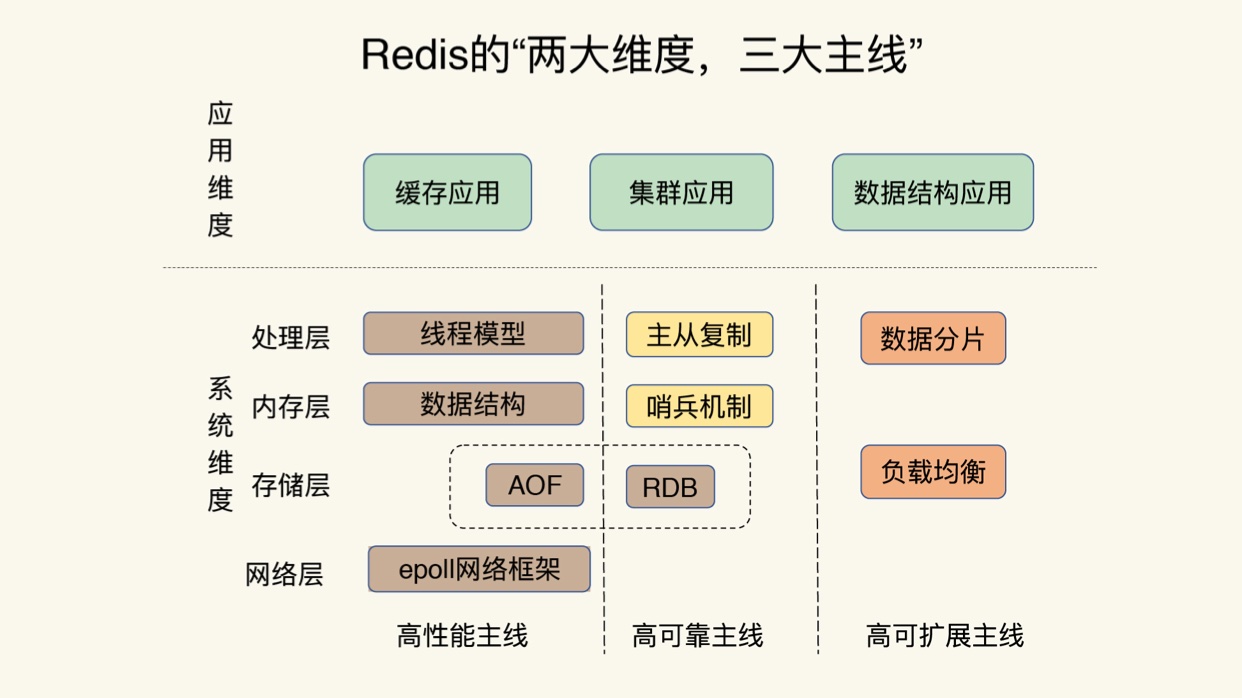 Redis的“两大维度，三大主线”
应用维度
缓存应用
集群应用
数据结构应用
系统维度
处理层
线程模型
主从复制
数据分片
内存层
数据结构
哨兵机制
存储层
AOF
RDB
负载均衡
网络层
epoll网络框架
高性能主线
高可靠主线
高可扩展主线